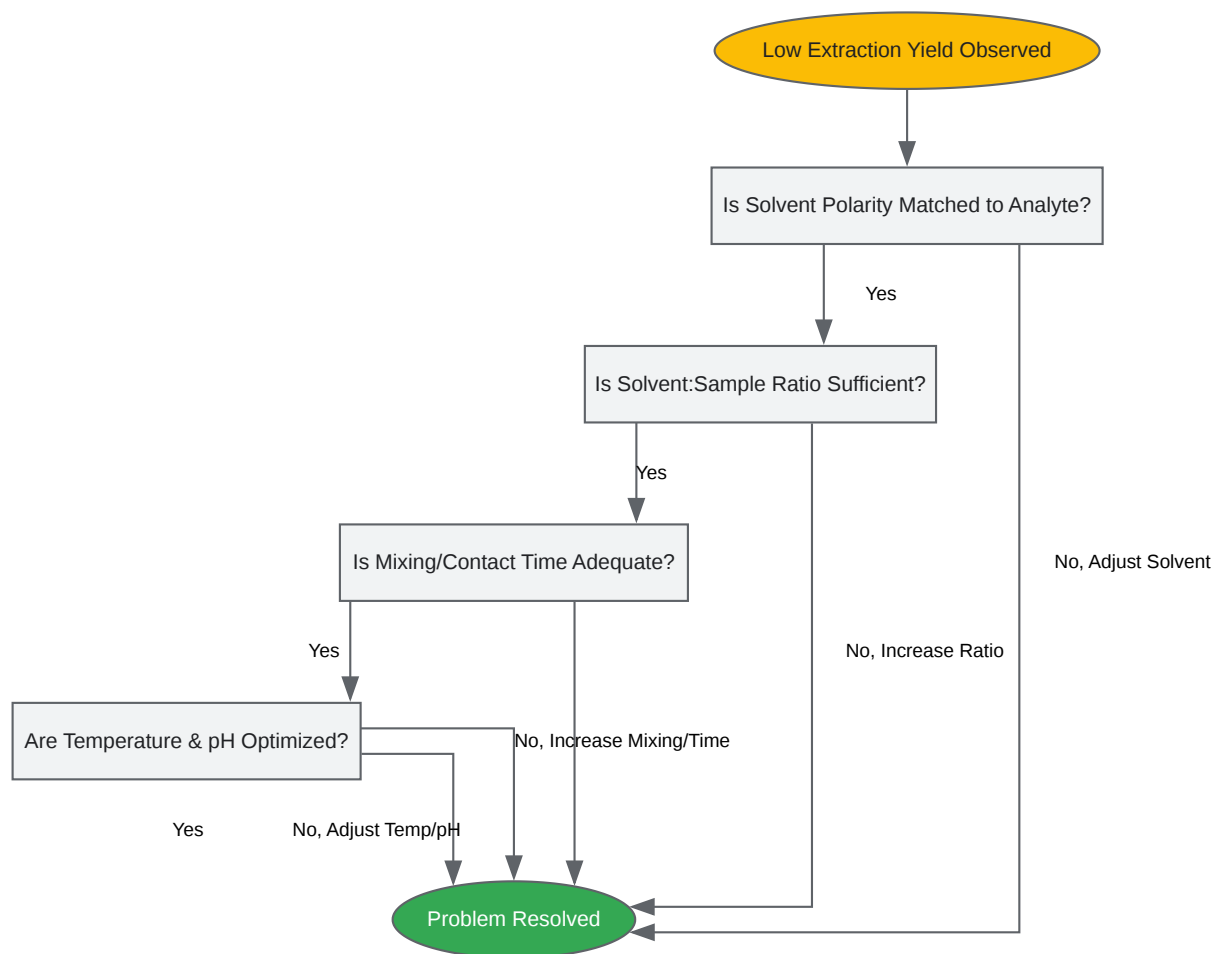 Low Extraction Yield Observed
Is Solvent Polarity Matched to Analyte?
Yes
Is Solvent:Sample Ratio Sufficient?
Yes
Is Mixing/Contact Time Adequate?
No, Adjust Solvent
Yes
No, Increase Ratio
Are Temperature & pH Optimized?
No, Increase Mixing/Time
Yes
No, Adjust Temp/pH
Problem Resolved